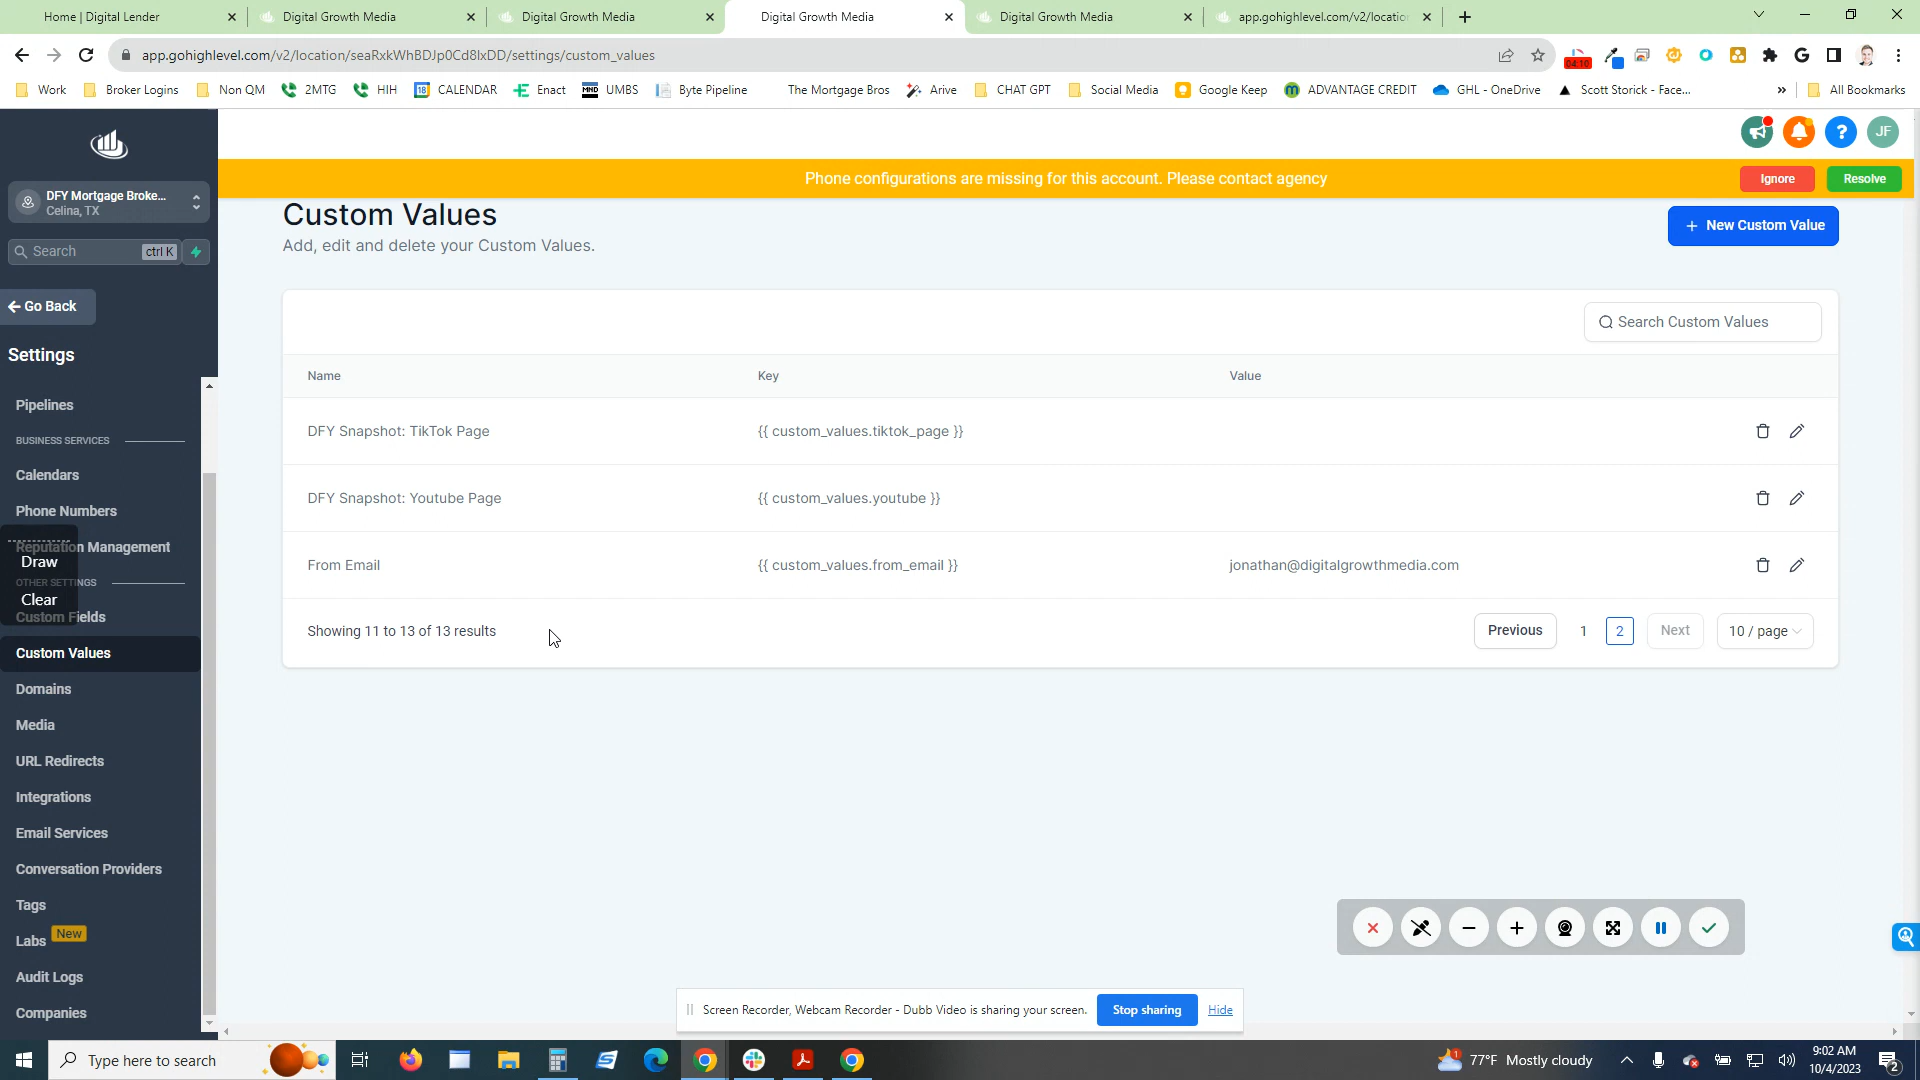 Home | Digital Lender
Digital Growth Media
Digital Growth Media
Digital Growth Media
Digital Growth Media
app.gohighlevel.com/v2/locatio
app.gohighlevel.com/v2/location/seaRxkWhBDJp0Cd8lxDD/settings/custom_values
04:10
Work
Broker Logins
Non QM
2MTG
HIH
18
CALENDAR
Enact
MND
UMBS
Byte Pipeline
The Mortgage Bros
Arive
CHAT GPT
Social Media
Google Keep
ADVANTAGE CREDIT
GHL - OneDrive
Scott Storick - Face...
»
All Bookmarks
?
JF
Phone configurations are missing for this account. Please contact agency
Ignore
Resolve
DFY Mortgage Broke...
Celina, TX
Search
ctrl K
Go Back
Settings
Pipelines
BUSINESS SERVICES
Calendars
Phone Numbers
Reputation Management
Draw
OTHER SETTINGS
Clear
Custom Fields
Custom Values
Domains
Media
URL Redirects
Integrations
Email Services
Conversation Providers
Tags
Labs New
Audit Logs
Companies
Custom Values
Add, edit and delete your Custom Values.
+ New Custom Value
Search Custom Values
Name
Key
Value
DFY Snapshot: TikTok Page
{{ custom_values.tiktok_page }}
DFY Snapshot: Youtube Page
{{ custom_values.youtube }}
From Email
{{ custom_values.from_email }}
jonathan@digitalgrowthmedia.com
Showing 11 to 13 of 13 results
Previous
1
2
Next
10 / page
Screen Recorder, Webcam Recorder - Dubb Video is sharing your screen.
Stop sharing
Hide
Type here to search
1
77°F Mostly cloudy
9:02 AM
10/4/2023
2